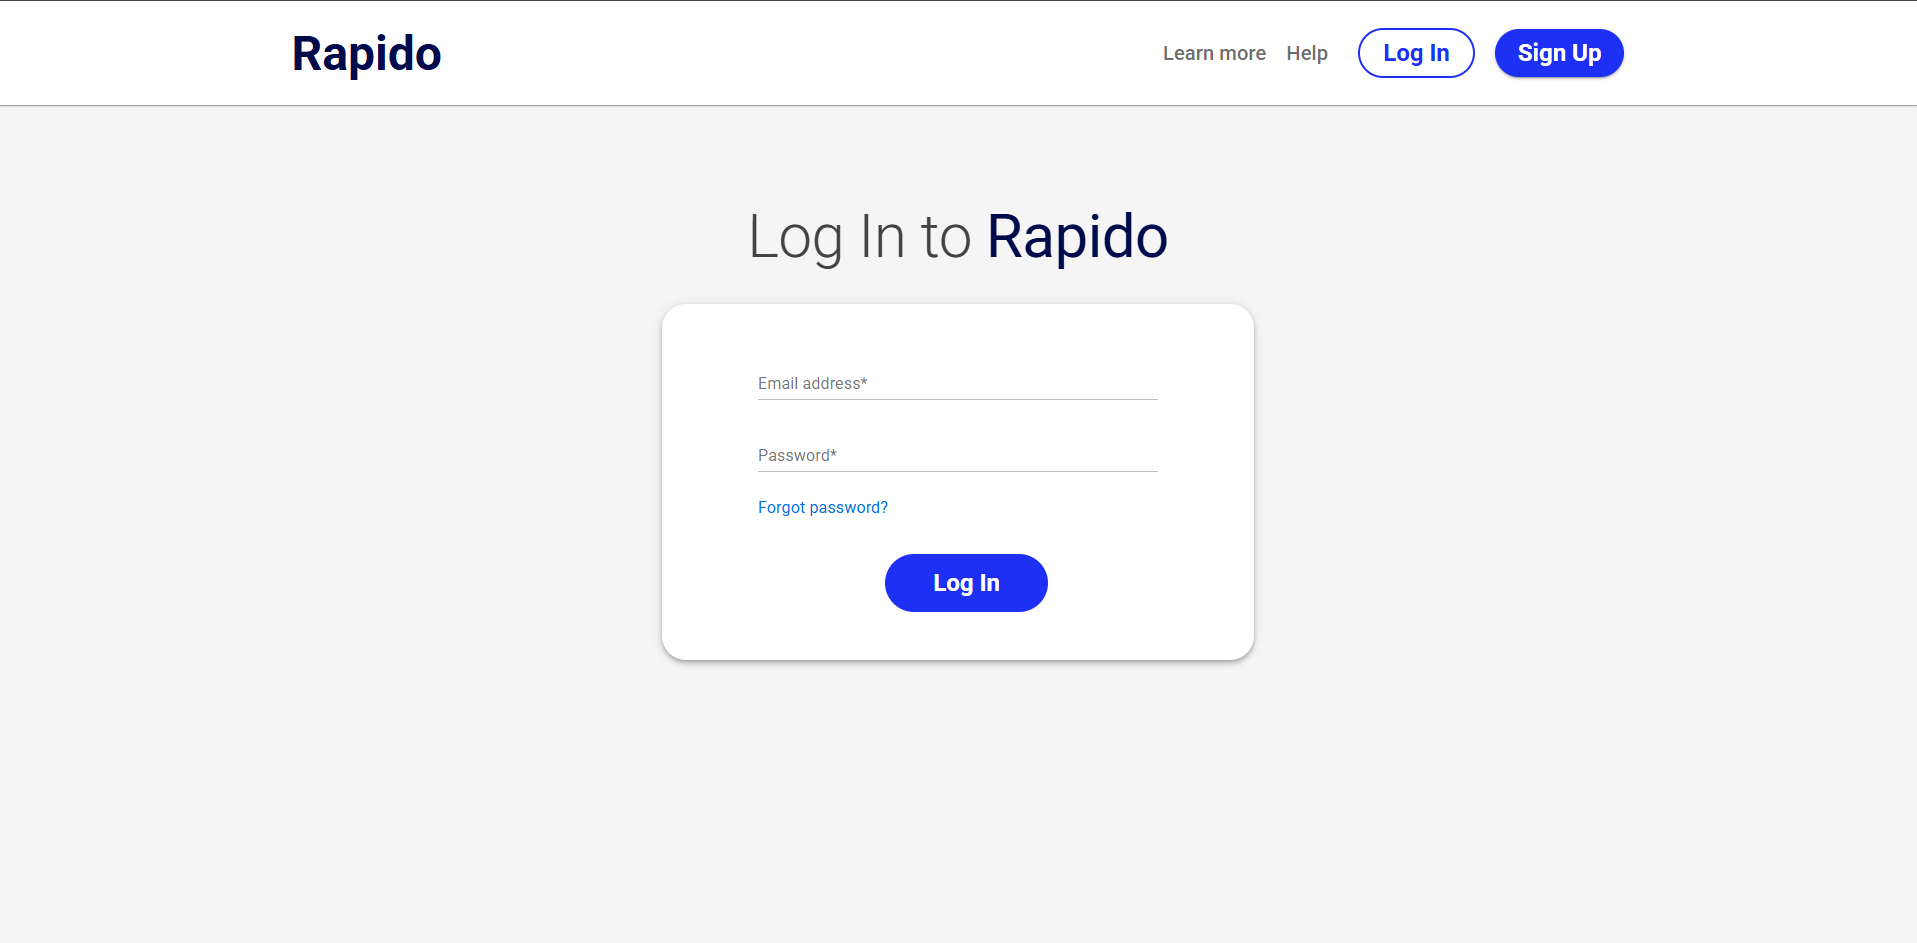 Rapido
Learn more Help Log In Sign Up
Log In to Rapido
Email address*
Password*
Forgot password?
Log In